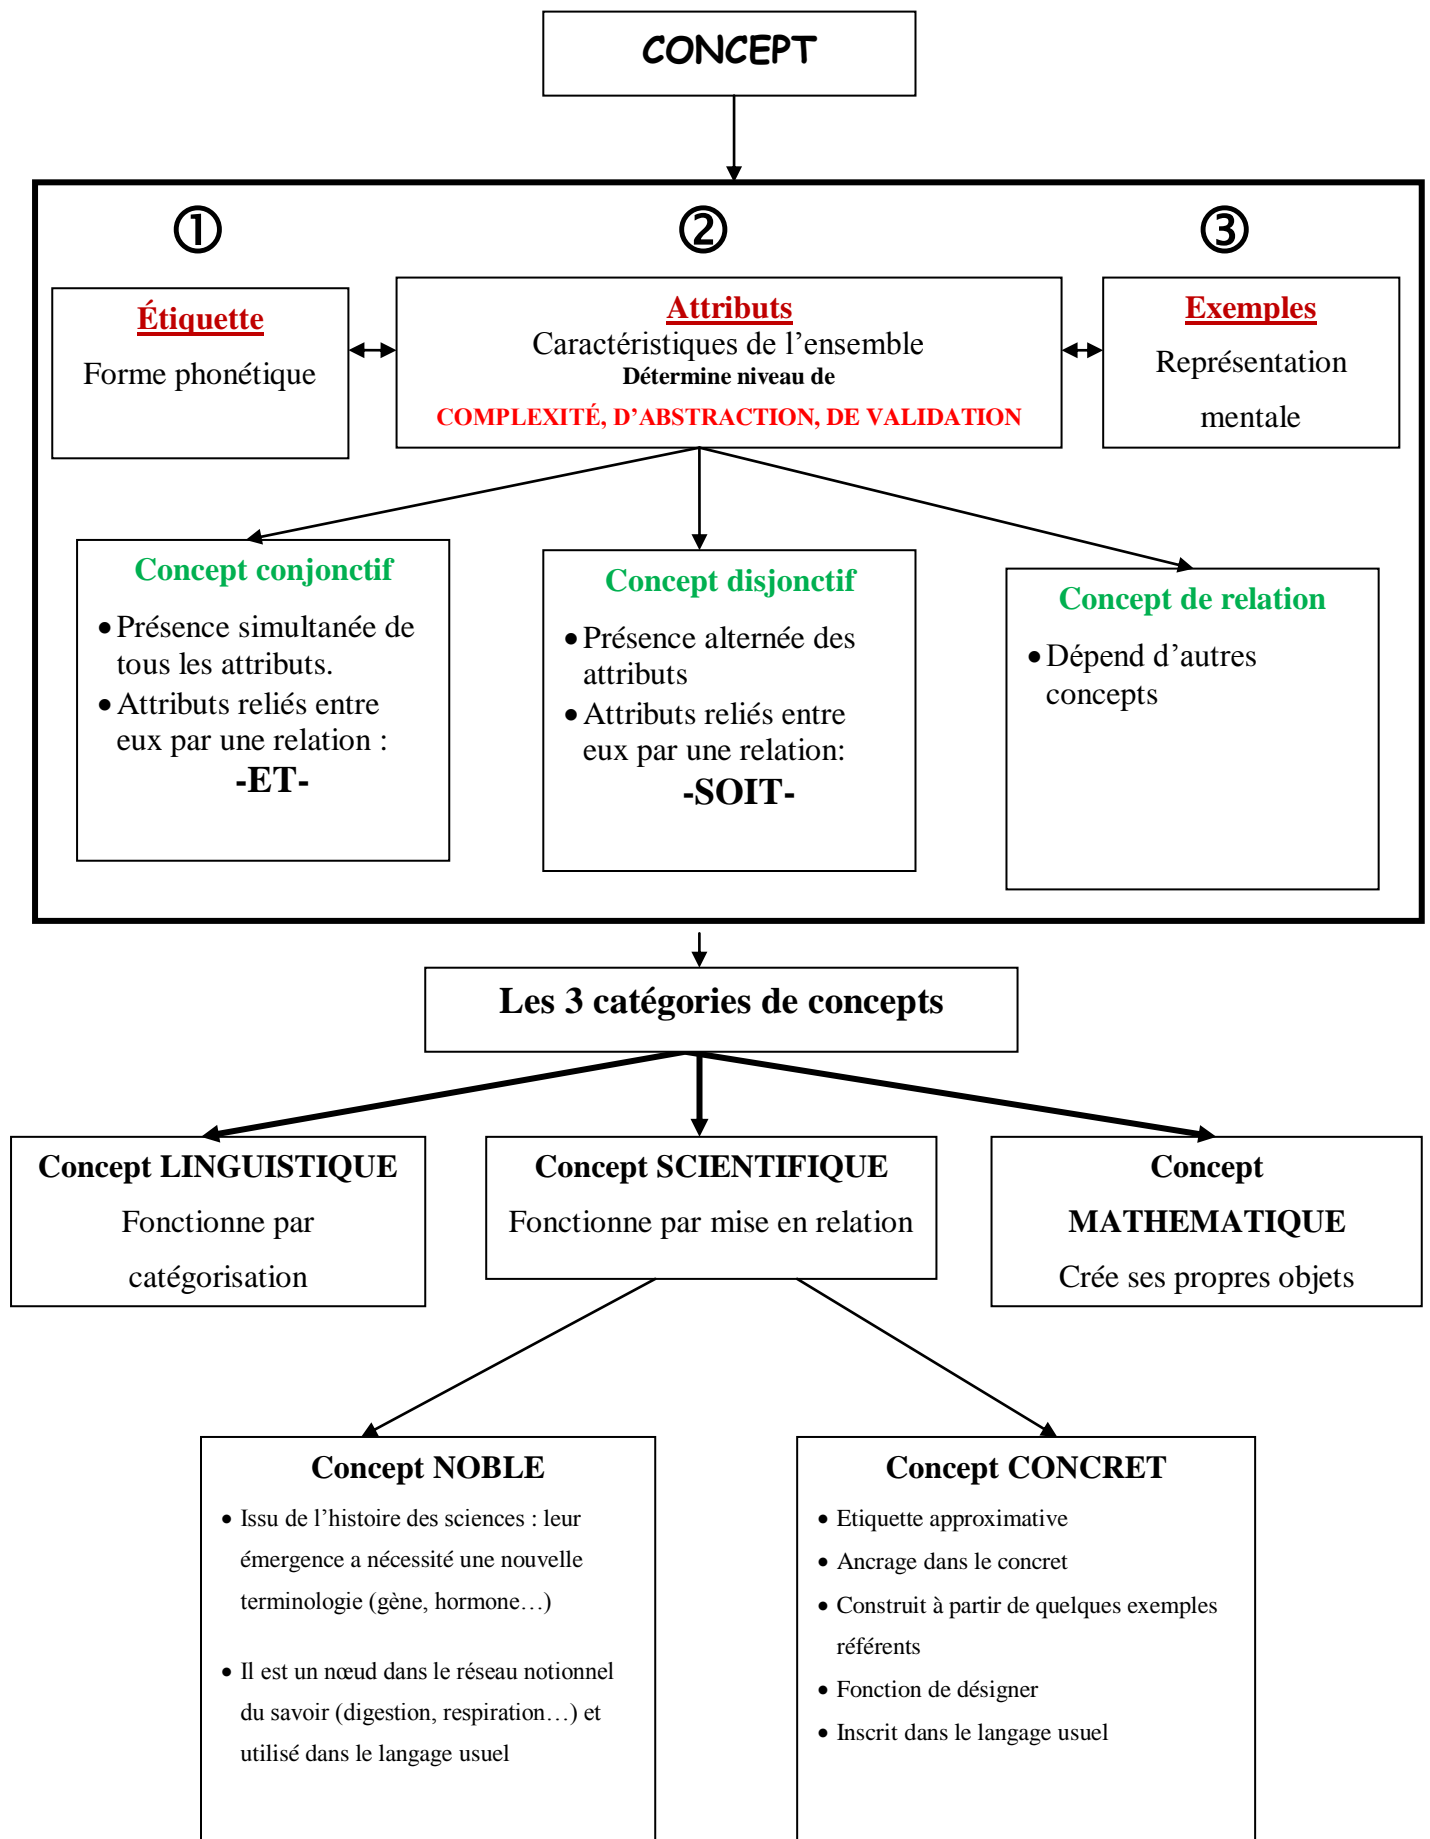 CONCEPT
① ② ③
Étiquette
Forme phonétique
Attributs
Caractéristiques de l’ensemble
Détermine niveau de
COMPLEXITÉ, D’ABSTRACTION, DE VALIDATION
Exemples
Représentation
mentale
Concept conjonctif
• Présence simultanée de
tous les attributs.
• Attributs reliés entre
eux par une relation :
-ET-
Concept disjonctif
• Présence alternée des
attributs
• Attributs reliés entre
eux par une relation:
-SOIT-
Concept de relation
• Dépend d’autres
concepts
Les 3 catégories de concepts
Concept LINGUISTIQUE
Fonctionne par
catégorisation
Concept SCIENTIFIQUE
Fonctionne par mise en relation
Concept
MATHEMATIQUE
Crée ses propres objets
Concept NOBLE
• Issu de l’histoire des sciences : leur
émergence a nécessité une nouvelle
terminologie (gène, hormone…)
• Il est un nœud dans le réseau notionnel
du savoir (digestion, respiration…) et
utilisé dans le langage usuel
Concept CONCRET
• Etiquette approximative
• Ancrage dans le concret
• Construit à partir de quelques exemples
référents
• Fonction de désigner
• Inscrit dans le langage usuel